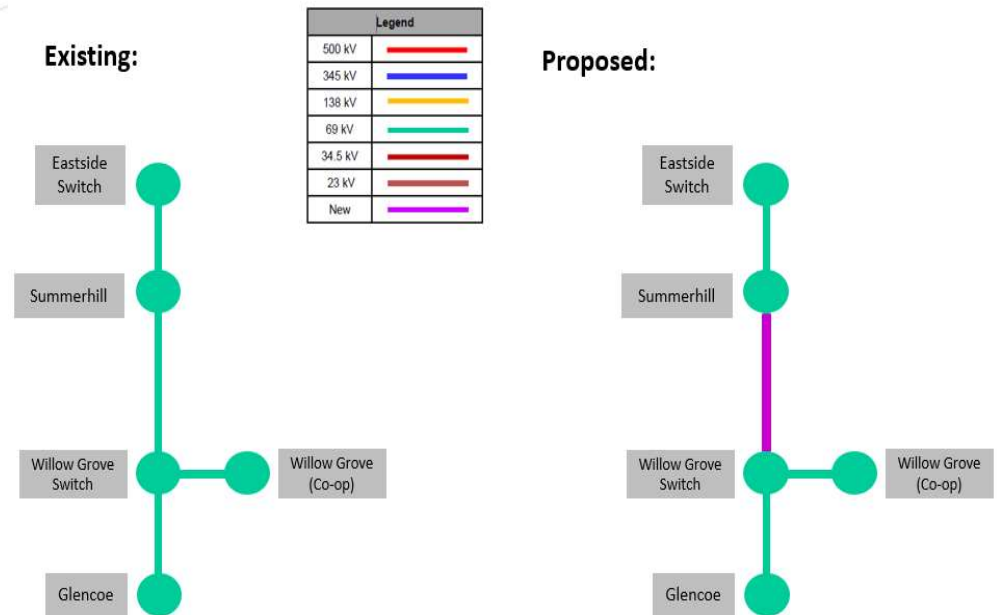 Existing:
Legend
500 kV
345 kV
138 kV
69 kV
34.5 kV
23 kV
New
Eastside
Switch
Summerhill
Willow Grove
Switch
Willow Grove
(Co-op)
Glencoe
Proposed:
Eastside
Switch
Summerhill
Willow Grove
Switch
Willow Grove
(Co-op)
Glencoe